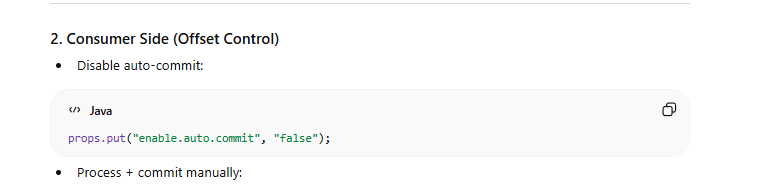 2. Consumer Side (Offset Control)
• Disable auto-commit:
</> Java
props.put("enable.auto.commit", "false");
• Process + commit manually: